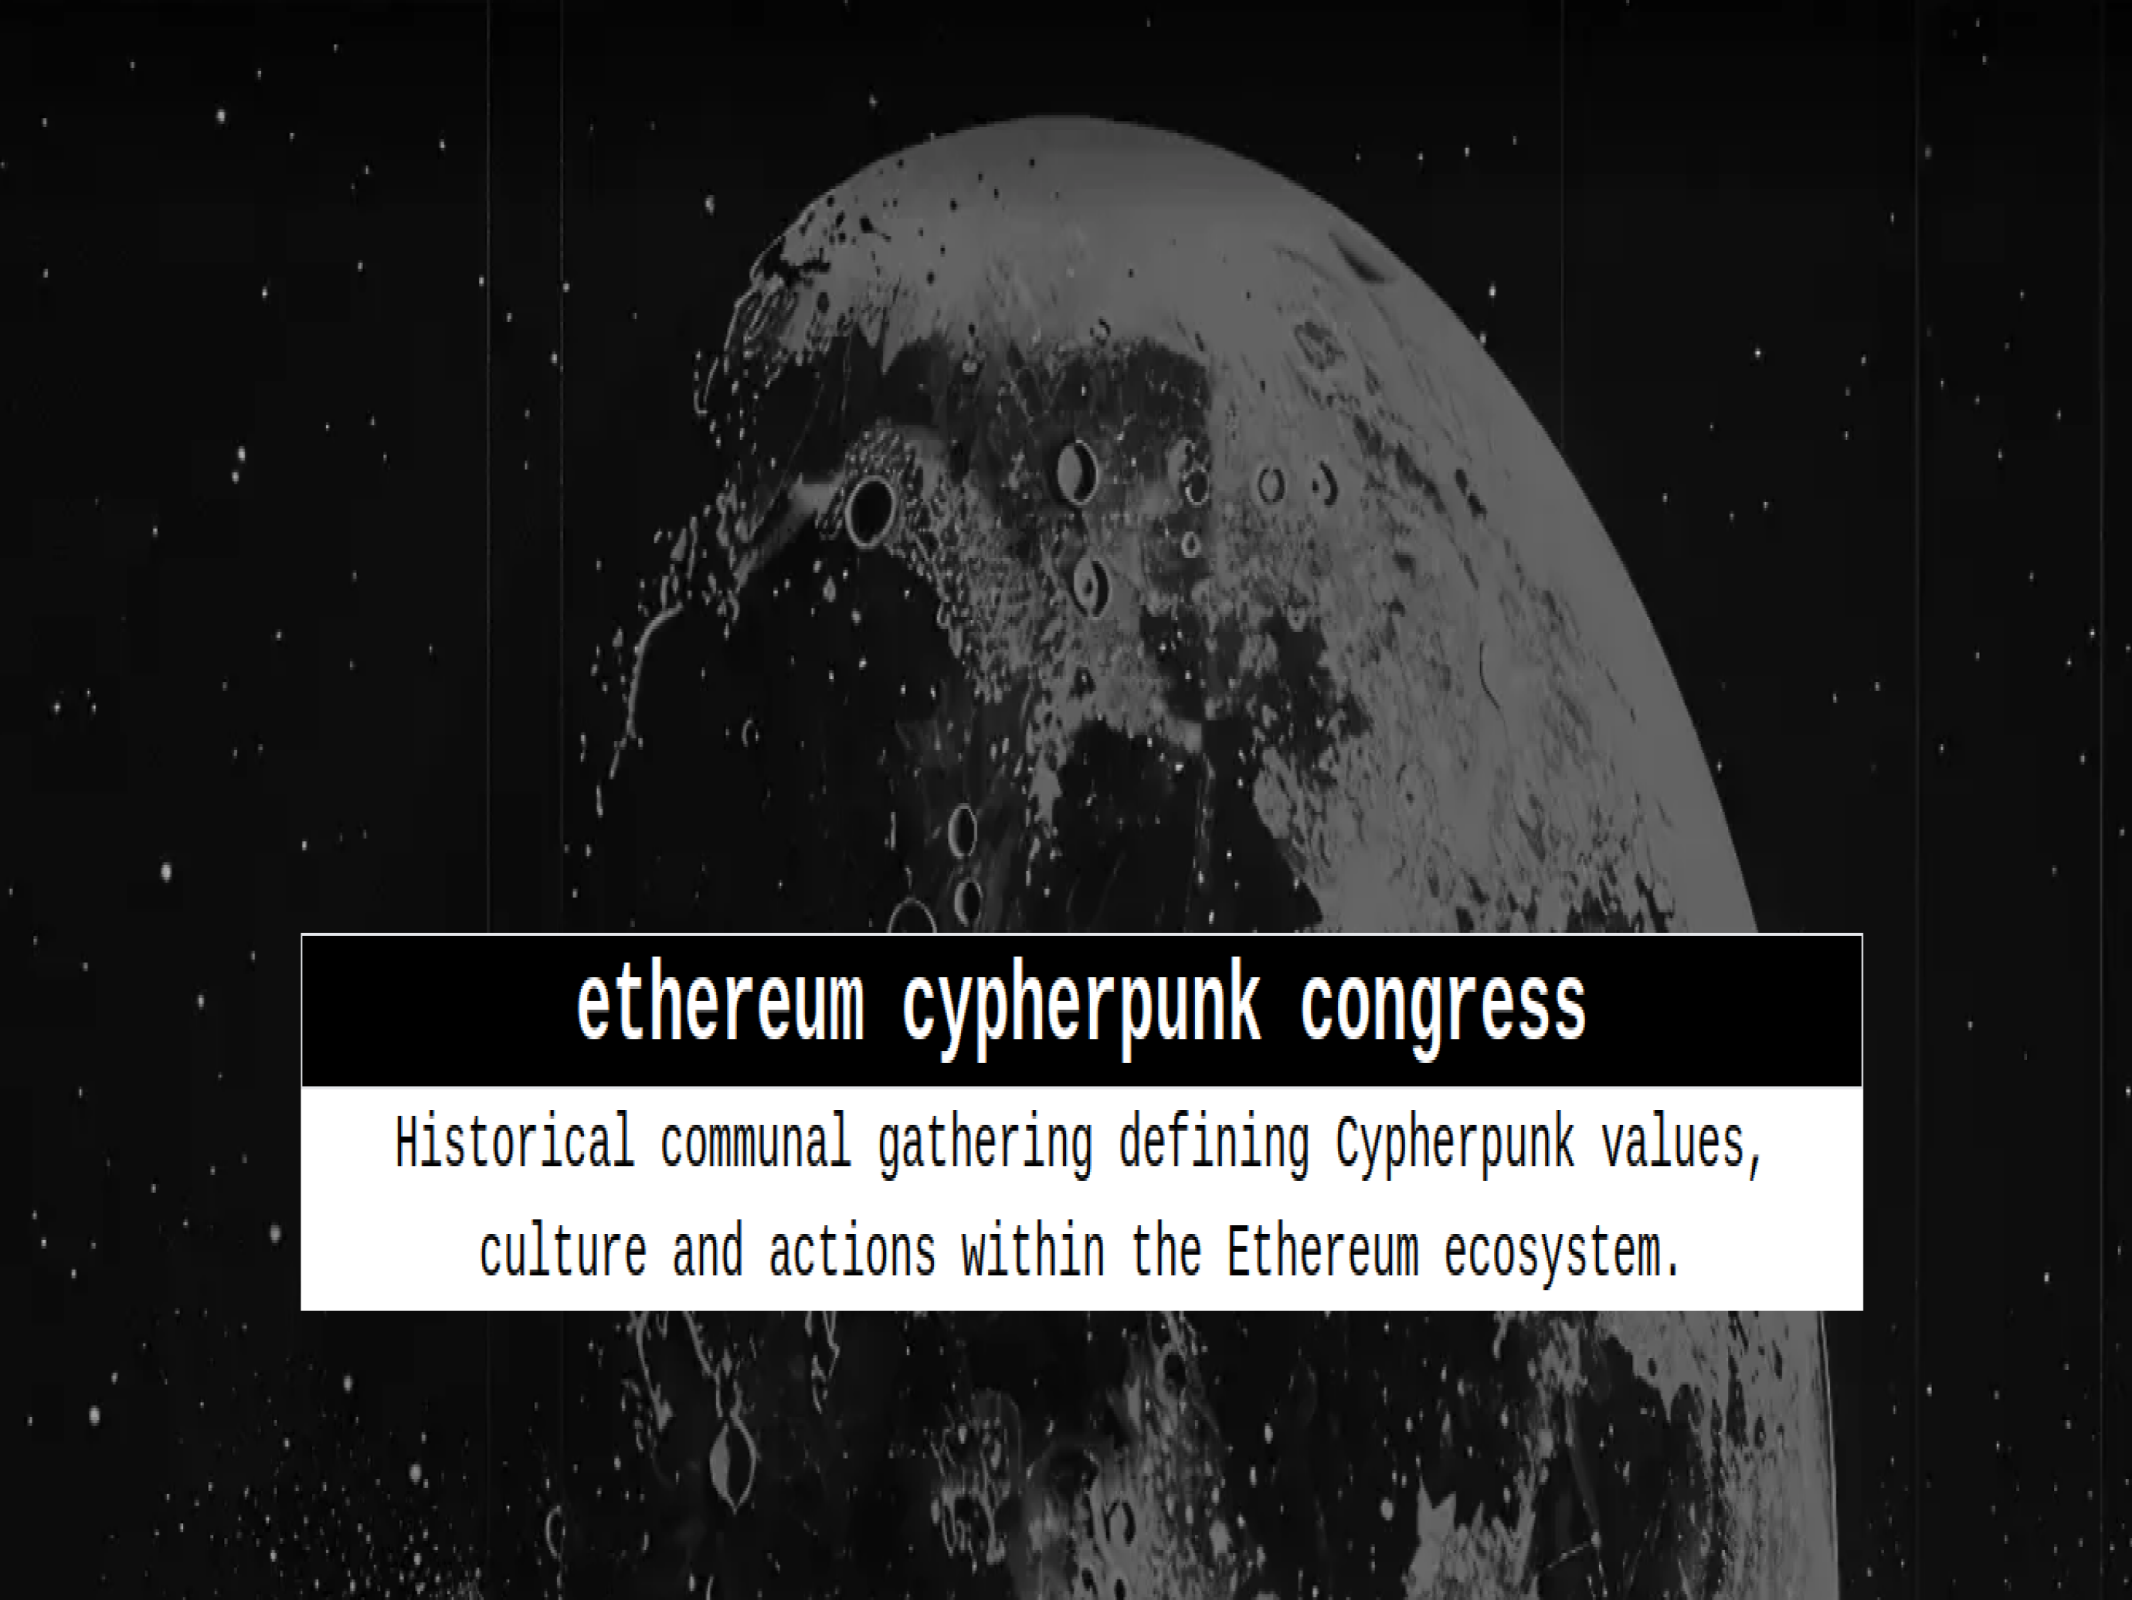 ethereum cypherpunk congress
Historical communal gathering defining Cypherpunk values,
culture and actions within the Ethereum ecosystem.